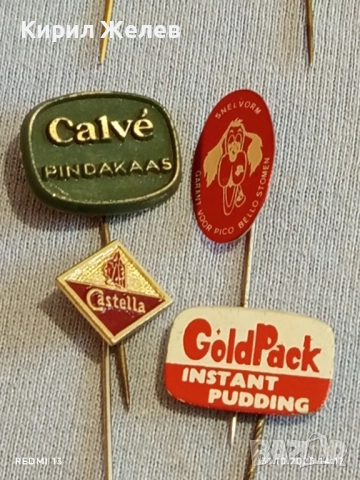 Кирил Желев
Calvé
PINDAKAAS
SNELVORM
GARANT VOOR PICO BELLO STOMEN
Castella
GoldPack
INSTANT
PUDDING
REDMI 13